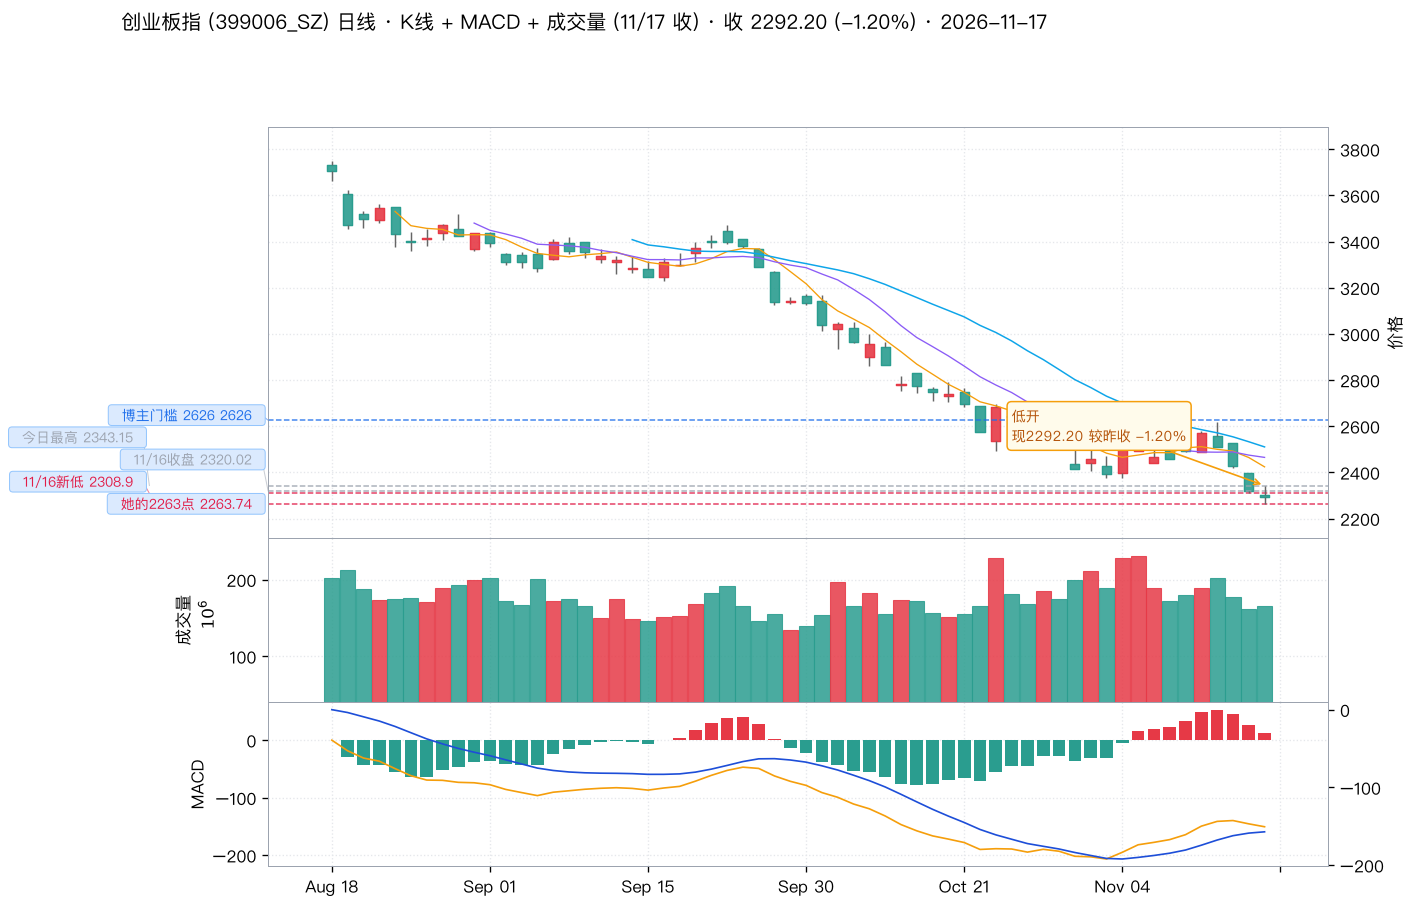 创业板指 (399006_SZ) 日线 · K线 + MACD + 成交量 (11/17 收) · 收 2292.20 (−1.20%) · 2026−11−17
3800
3600
3400
3200
3000
2800
2600
2400
2200
价格
博主门槛 2626 2626
今日最高 2343.15
11/16收盘 2320.02
11/16新低 2308.9
她的2263点 2263.74
低开
现2292.20 较昨收 −1.20%
200
100
成交量
10⁶
0
−100
−200
MACD
0
−100
−200
Aug 18
Sep 01
Sep 15
Sep 30
Oct 21
Nov 04